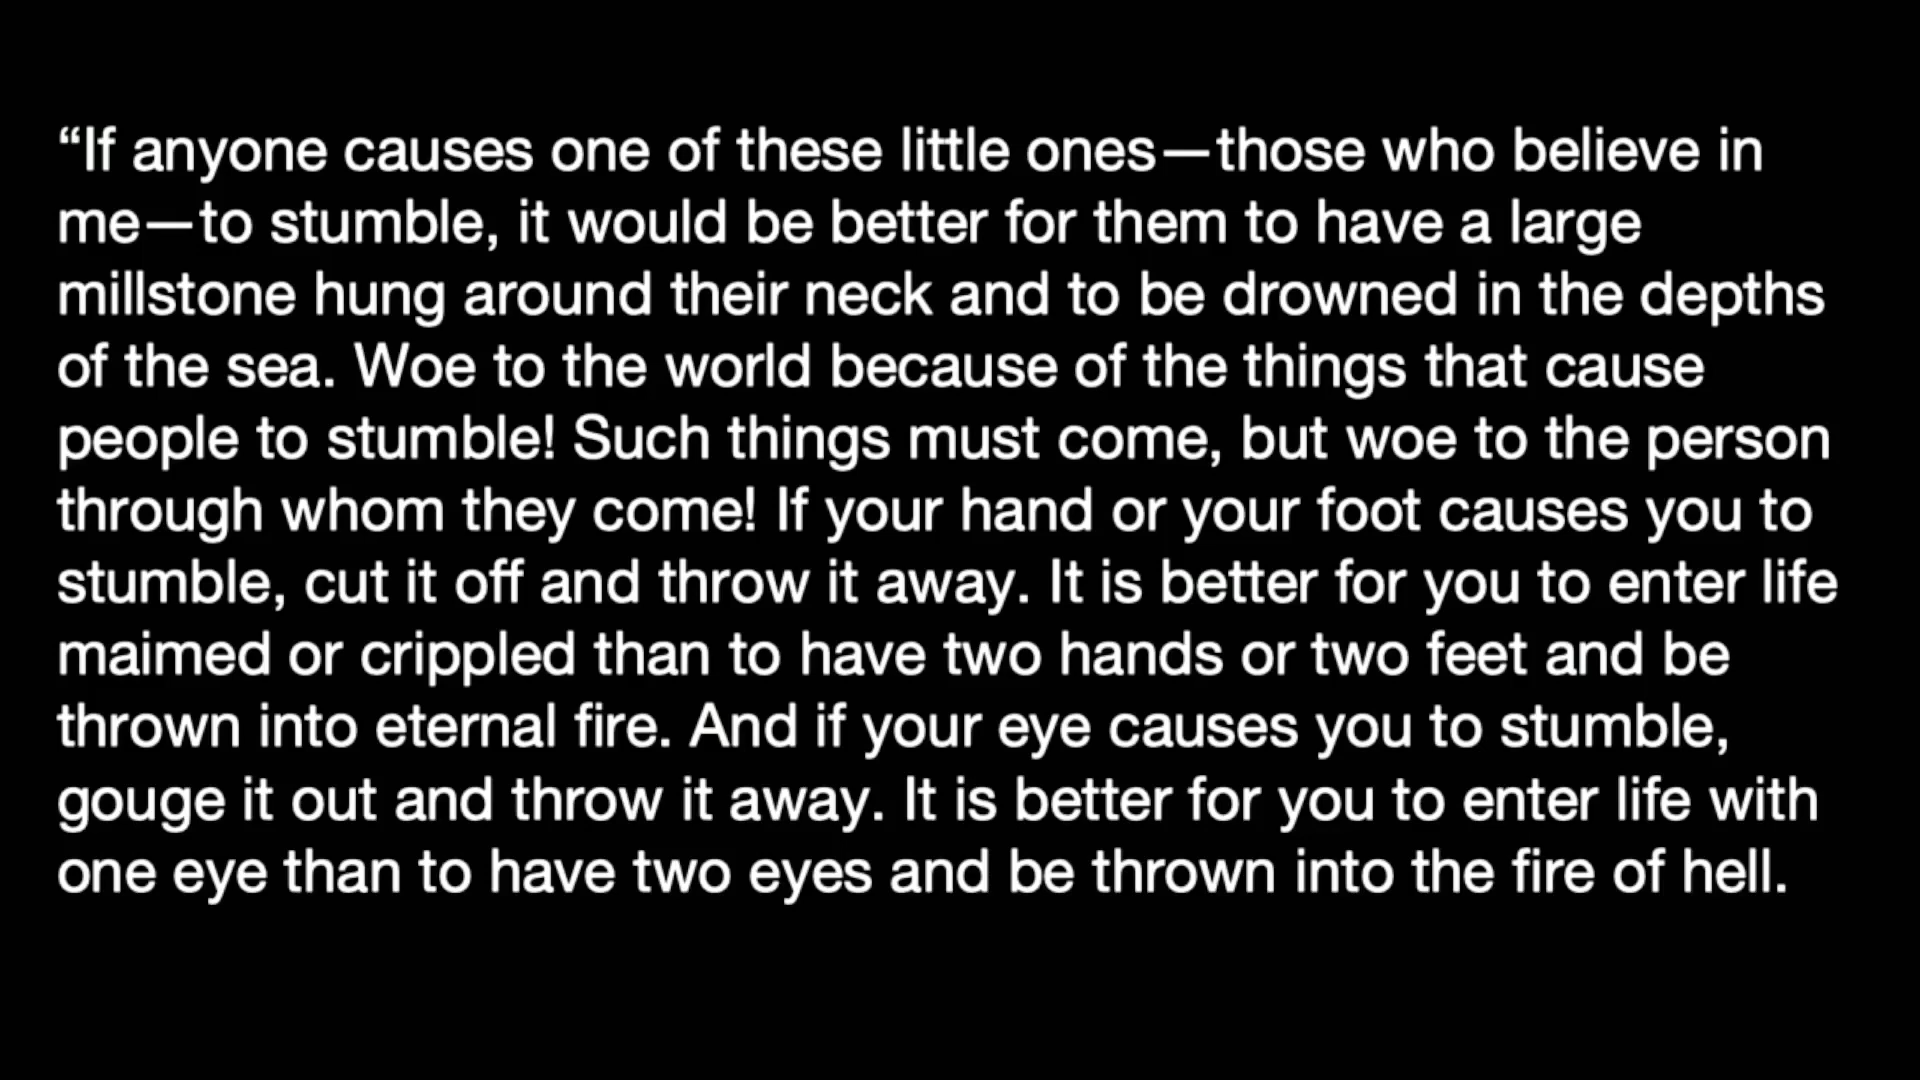 “If anyone causes one of these little ones—those who believe in
me—to stumble, it would be better for them to have a large
millstone hung around their neck and to be drowned in the depths
of the sea. Woe to the world because of the things that cause
people to stumble! Such things must come, but woe to the person
through whom they come! If your hand or your foot causes you to
stumble, cut it off and throw it away. It is better for you to enter life
maimed or crippled than to have two hands or two feet and be
thrown into eternal fire. And if your eye causes you to stumble,
gouge it out and throw it away. It is better for you to enter life with
one eye than to have two eyes and be thrown into the fire of hell.